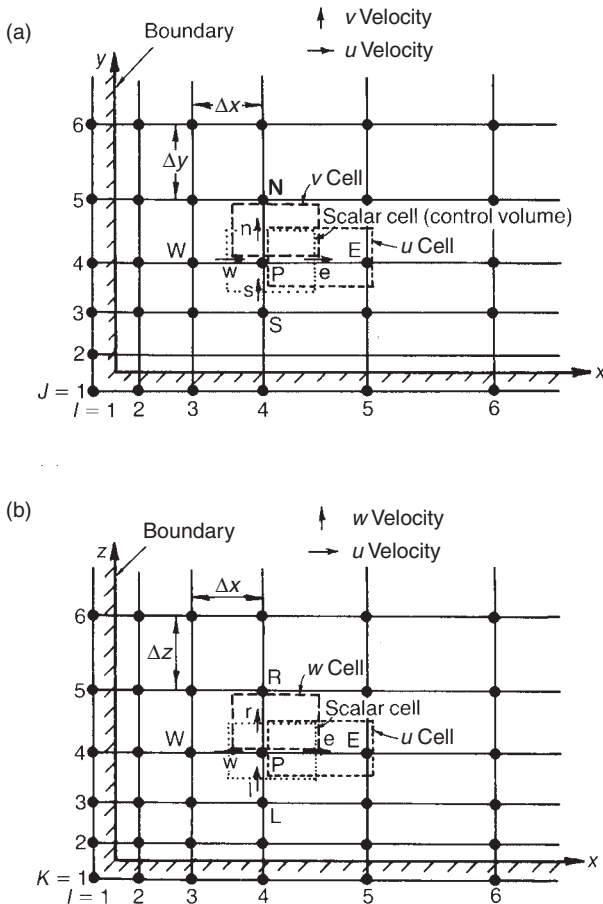 (a)
Boundary
v Velocity
u Velocity
y
Δx
6
Δy
5
N
v Cell
Scalar cell (control volume)
n
u Cell
W
E
4
w
P
e
s
3
S
2
x
J = 1
I = 1 2 3 4 5 6
(b)
Boundary
w Velocity
u Velocity
z
Δx
6
Δz
5
R
w Cell
r
Scalar cell
u Cell
W
e
E
4
w
P
l
3
L
2
x
K = 1
I = 1 2 3 4 5 6